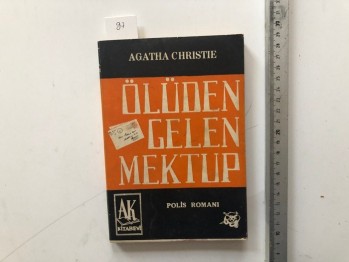 AGATHA CHRISTIE
ÖLÜDEN
GELEN
MEKTUP
AK
KİTABEVİ
POLİS ROMANI